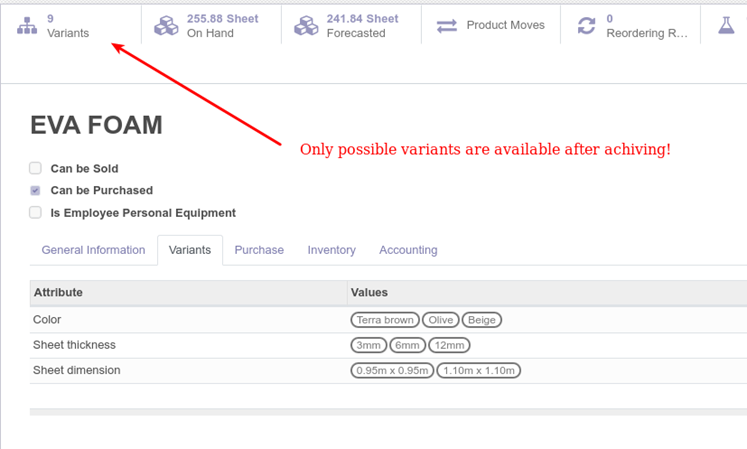 9
Variants
255.88 Sheet
On Hand
241.84 Sheet
Forecasted
Product Moves
0
Reordering R...
EVA FOAM
Only possible variants are available after achiving!
Can be Sold
Can be Purchased
Is Employee Personal Equipment
General Information Variants Purchase Inventory Accounting
Attribute Values
Color Terra brown Olive Beige
Sheet thickness 3mm 6mm 12mm
Sheet dimension 0.95m x 0.95m 1.10m x 1.10m